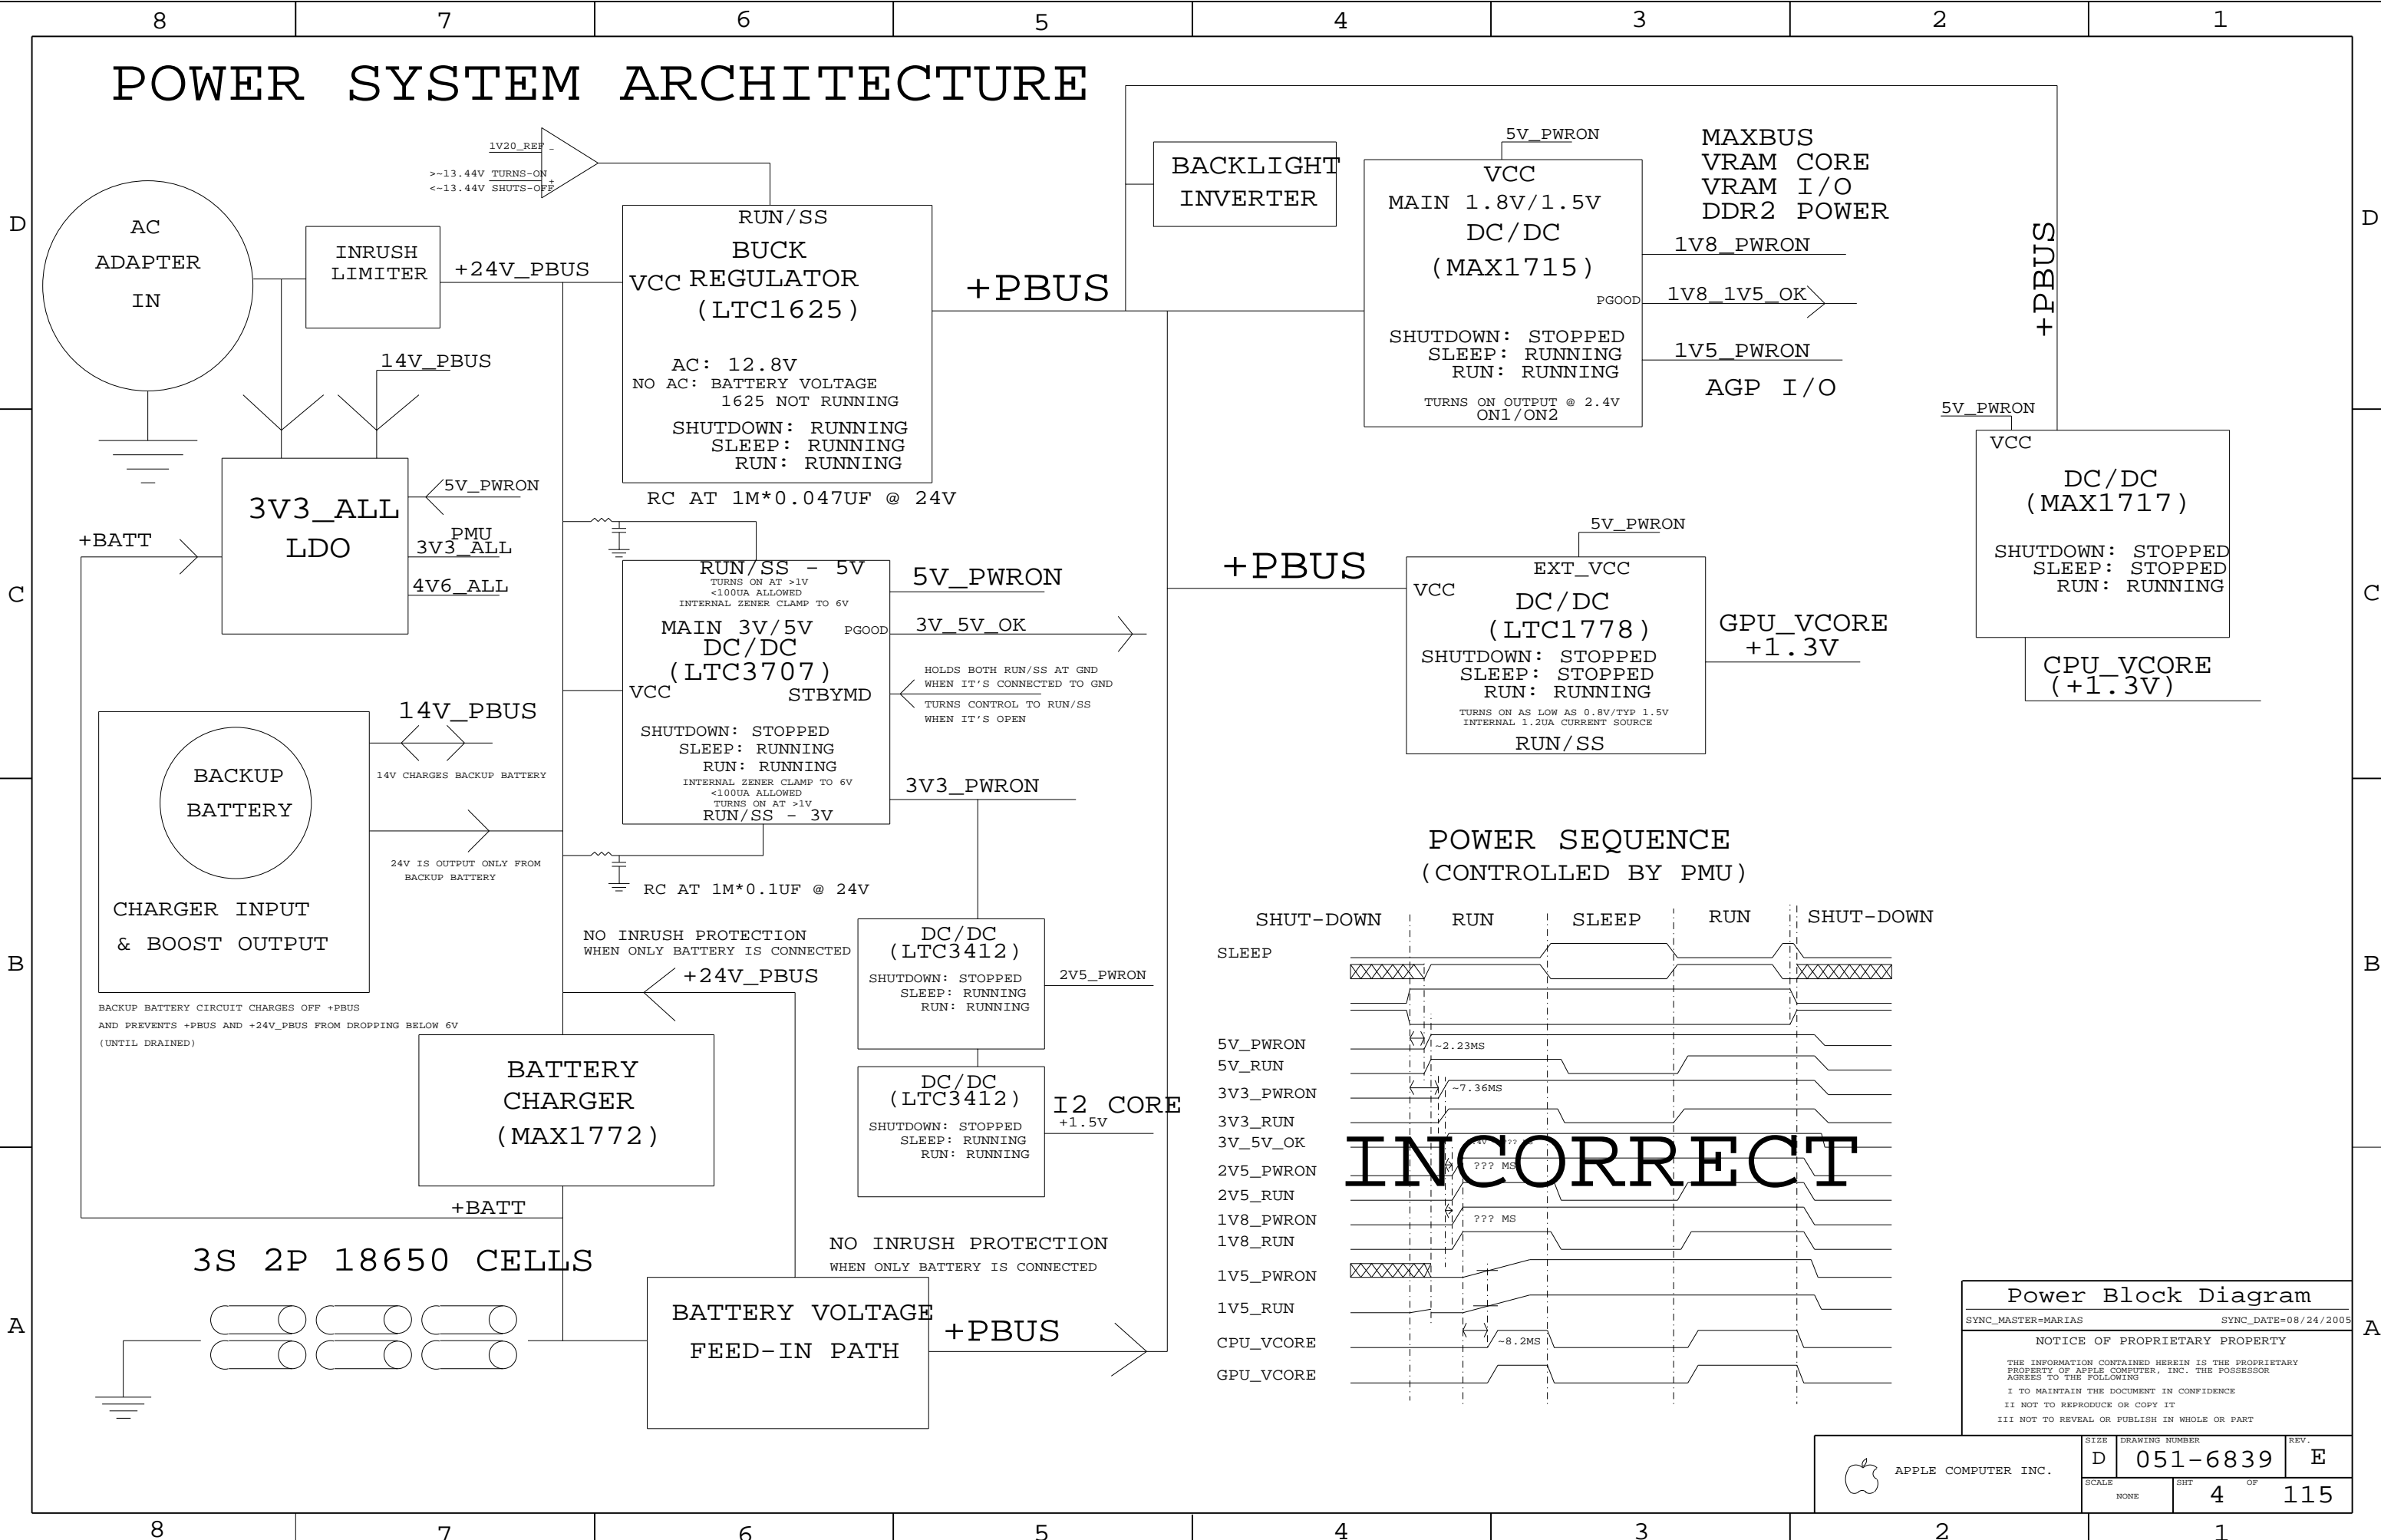 8 7 6 5 4 3 2 1
POWER SYSTEM ARCHITECTURE
D
D
C
C
B
B
A
A
AC
ADAPTER
IN
INRUSH
LIMITER
+24V_PBUS
1V20_REF
-
>~13.44V TURNS-ON
+
<~13.44V SHUTS-OFF
RUN/SS
BUCK
VCC REGULATOR
(LTC1625)
AC: 12.8V
NO AC: BATTERY VOLTAGE
1625 NOT RUNNING
SHUTDOWN: RUNNING
SLEEP: RUNNING
RUN: RUNNING
RC AT 1M*0.047UF @ 24V
+PBUS
BACKLIGHT
INVERTER
5V_PWRON
VCC
MAIN 1.8V/1.5V
DC/DC
(MAX1715)
PGOOD
SHUTDOWN: STOPPED
SLEEP: RUNNING
RUN: RUNNING
TURNS ON OUTPUT @ 2.4V
ON1/ON2
MAXBUS
VRAM CORE
VRAM I/O
DDR2 POWER
1V8_PWRON
1V8_1V5_OK
1V5_PWRON
AGP I/O
+PBUS
5V_PWRON
VCC
DC/DC
(MAX1717)
SHUTDOWN: STOPPED
SLEEP: STOPPED
RUN: RUNNING
CPU_VCORE
(+1.3V)
14V_PBUS
3V3_ALL
LDO
+BATT
5V_PWRON
PMU
3V3_ALL
4V6_ALL
RUN/SS - 5V
TURNS ON AT >1V
<100UA ALLOWED
INTERNAL ZENER CLAMP TO 6V
MAIN 3V/5V
PGOOD
DC/DC
(LTC3707)
VCC
STBYMD
SHUTDOWN: STOPPED
SLEEP: RUNNING
RUN: RUNNING
INTERNAL ZENER CLAMP TO 6V
<100UA ALLOWED
TURNS ON AT >1V
RUN/SS - 3V
RC AT 1M*0.1UF @ 24V
5V_PWRON
3V_5V_OK
HOLDS BOTH RUN/SS AT GND
WHEN IT'S CONNECTED TO GND
TURNS CONTROL TO RUN/SS
WHEN IT'S OPEN
3V3_PWRON
+PBUS
5V_PWRON
EXT_VCC
VCC
DC/DC
(LTC1778)
SHUTDOWN: STOPPED
SLEEP: STOPPED
RUN: RUNNING
TURNS ON AS LOW AS 0.8V/TYP 1.5V
INTERNAL 1.2UA CURRENT SOURCE
RUN/SS
GPU_VCORE
+1.3V
BACKUP
BATTERY
CHARGER INPUT
& BOOST OUTPUT
14V_PBUS
14V CHARGES BACKUP BATTERY
24V IS OUTPUT ONLY FROM
BACKUP BATTERY
BACKUP BATTERY CIRCUIT CHARGES OFF +PBUS
AND PREVENTS +PBUS AND +24V_PBUS FROM DROPPING BELOW 6V
(UNTIL DRAINED)
NO INRUSH PROTECTION
WHEN ONLY BATTERY IS CONNECTED
+24V_PBUS
DC/DC
(LTC3412)
SHUTDOWN: STOPPED
SLEEP: RUNNING
RUN: RUNNING
2V5_PWRON
DC/DC
(LTC3412)
SHUTDOWN: STOPPED
SLEEP: RUNNING
RUN: RUNNING
I2 CORE
+1.5V
BATTERY
CHARGER
(MAX1772)
+BATT
3S 2P 18650 CELLS
NO INRUSH PROTECTION
WHEN ONLY BATTERY IS CONNECTED
BATTERY VOLTAGE
FEED-IN PATH
+PBUS
POWER SEQUENCE
(CONTROLLED BY PMU)
SHUT-DOWN RUN SLEEP RUN SHUT-DOWN
SLEEP
5V_PWRON
~2.23MS
5V_RUN
3V3_PWRON
~7.36MS
3V3_RUN
3V_5V_OK
INCORRECT
2V5_PWRON
??? MS
2V5_RUN
1V8_PWRON
??? MS
1V8_RUN
1V5_PWRON
1V5_RUN
CPU_VCORE
~8.2MS
GPU_VCORE
Power Block Diagram
SYNC_MASTER=MARIAS SYNC_DATE=08/24/2005
NOTICE OF PROPRIETARY PROPERTY
THE INFORMATION CONTAINED HEREIN IS THE PROPRIETARY
PROPERTY OF APPLE COMPUTER, INC. THE POSSESSOR
AGREES TO THE FOLLOWING
I TO MAINTAIN THE DOCUMENT IN CONFIDENCE
II NOT TO REPRODUCE OR COPY IT
III NOT TO REVEAL OR PUBLISH IN WHOLE OR PART
APPLE COMPUTER INC.
SIZE DRAWING NUMBER REV.
D 051-6839 E
SCALE SHT OF
NONE 4 115
8 7 6 5 4 3 2 1